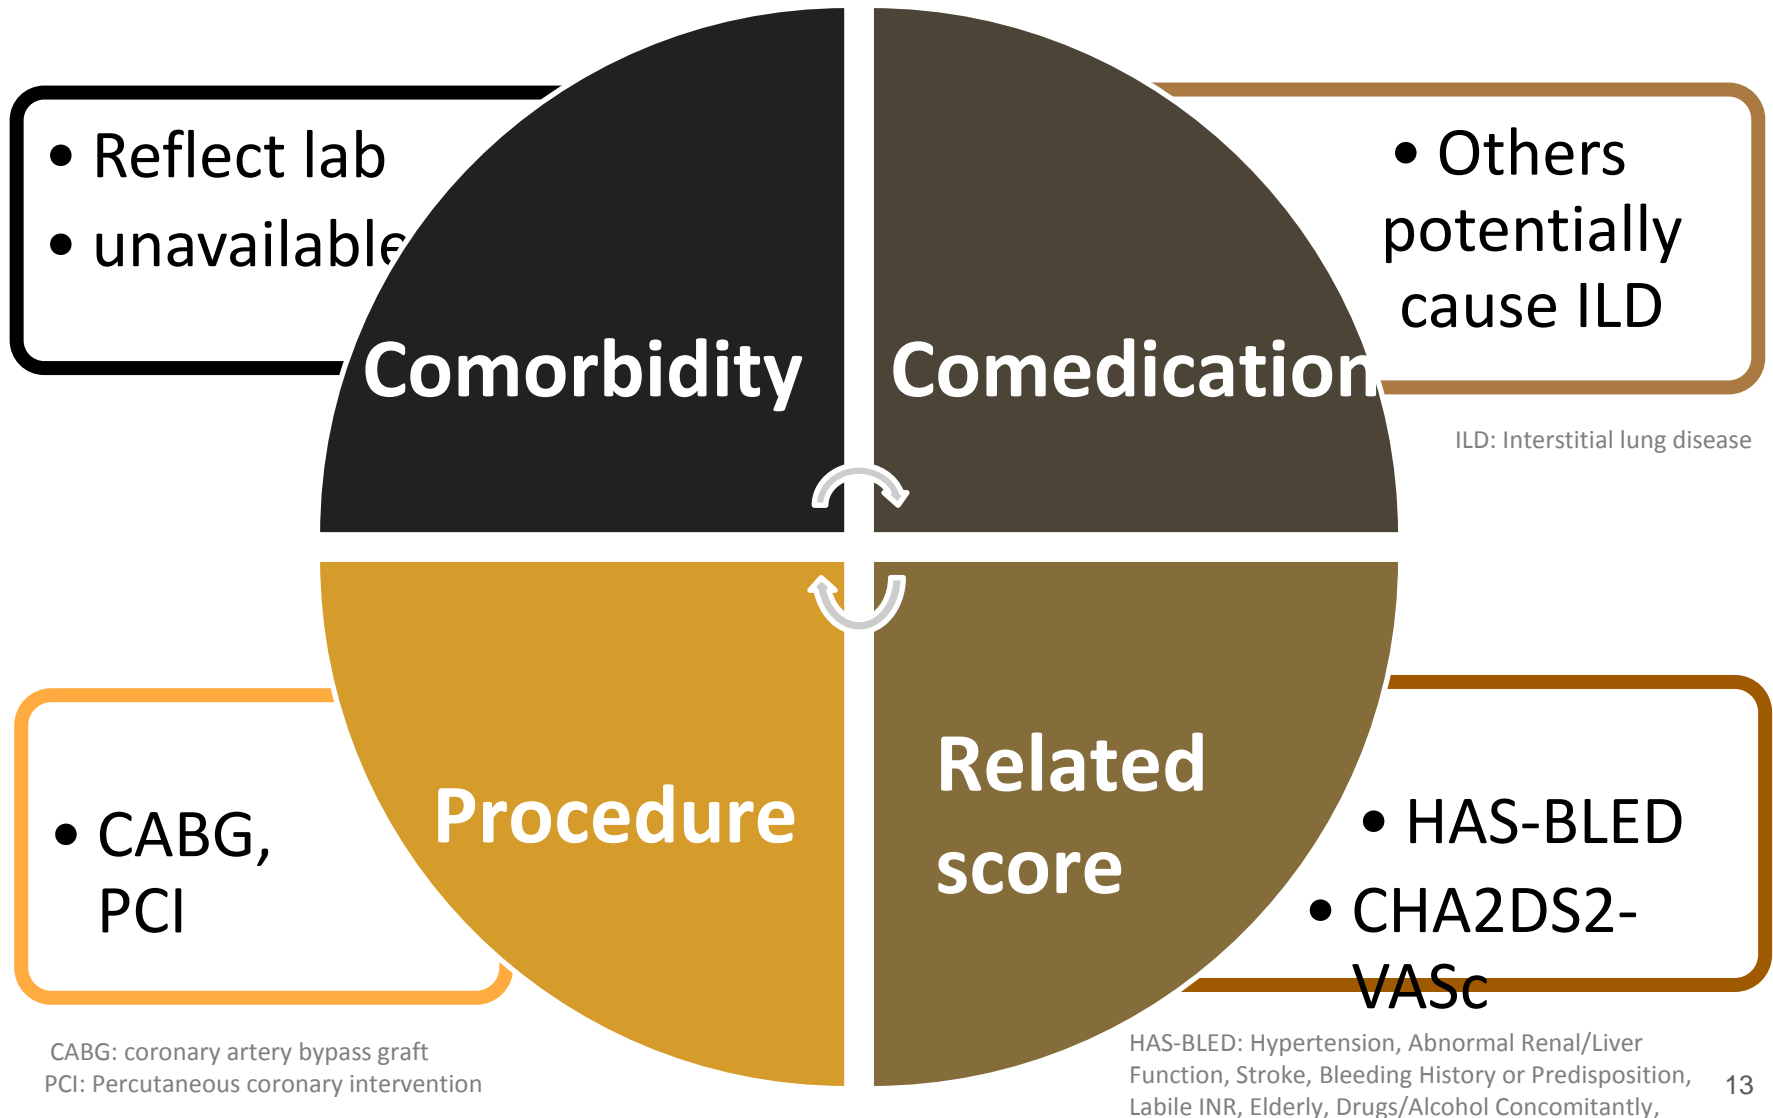 • Reflect lab
• unavailable
Comorbidity
Comedication
• Others
potentially
cause ILD
ILD: Interstitial lung disease
Procedure
• CABG,
PCI
CABG: coronary artery bypass graft
PCI: Percutaneous coronary intervention
Related
score
• HAS-BLED
• CHA2DS2-
VASc
HAS-BLED: Hypertension, Abnormal Renal/Liver
Function, Stroke, Bleeding History or Predisposition,
Labile INR, Elderly, Drugs/Alcohol Concomitantly,
13